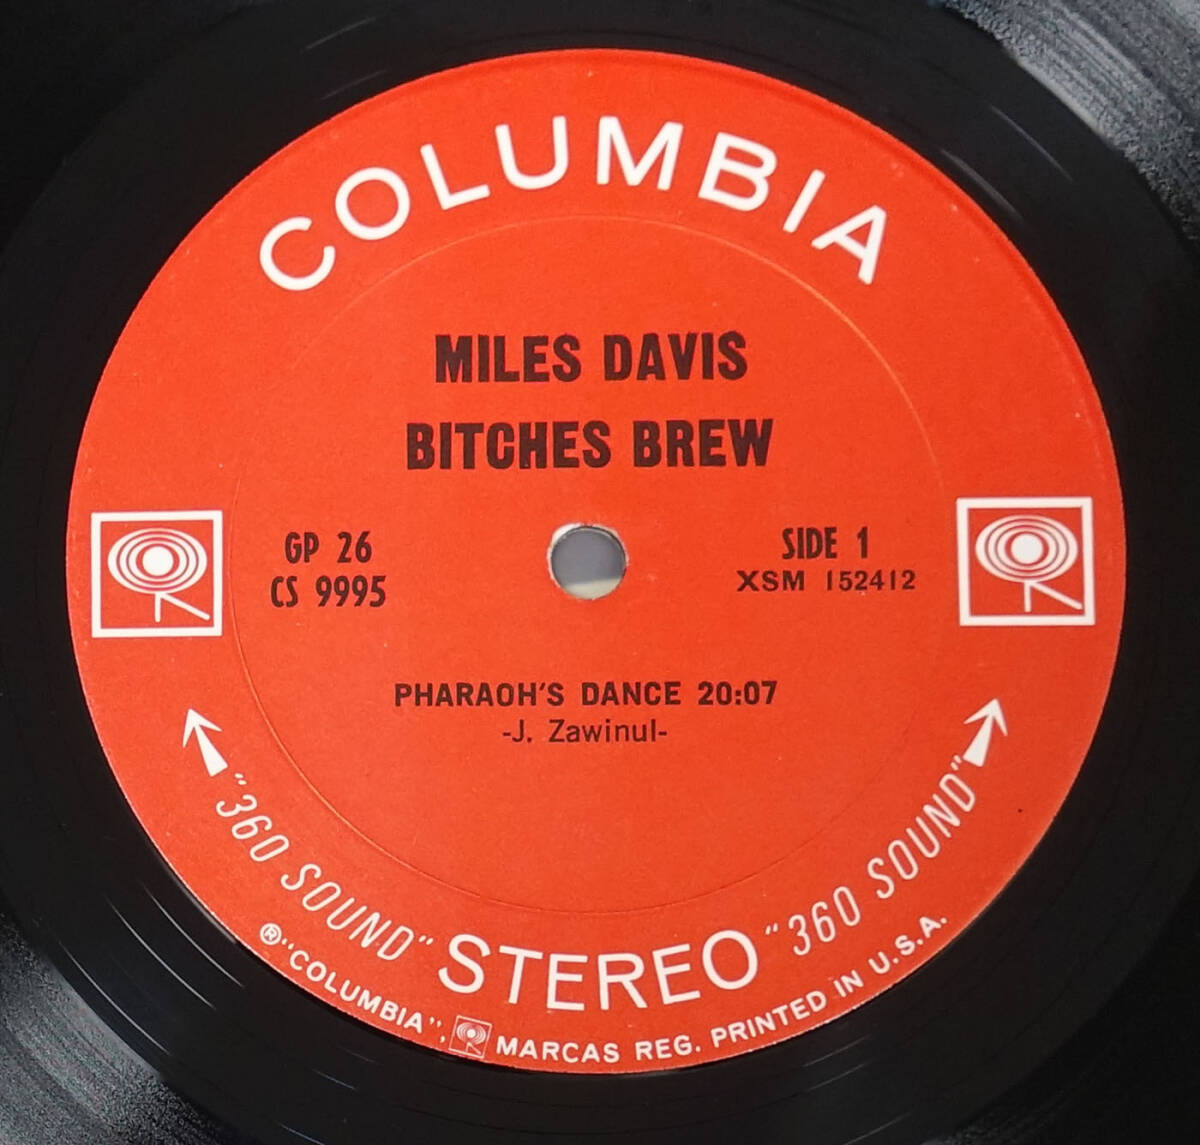 COLUMBIA
MILES DAVIS
BITCHES BREW
GP 26
CS 9995
SIDE 1
XSM 152412
PHARAOH'S DANCE 20:07
-J. Zawinul-
"360 SOUND" STEREO "360 SOUND"
® "COLUMBIA", MARCAS REG. PRINTED IN U.S.A.